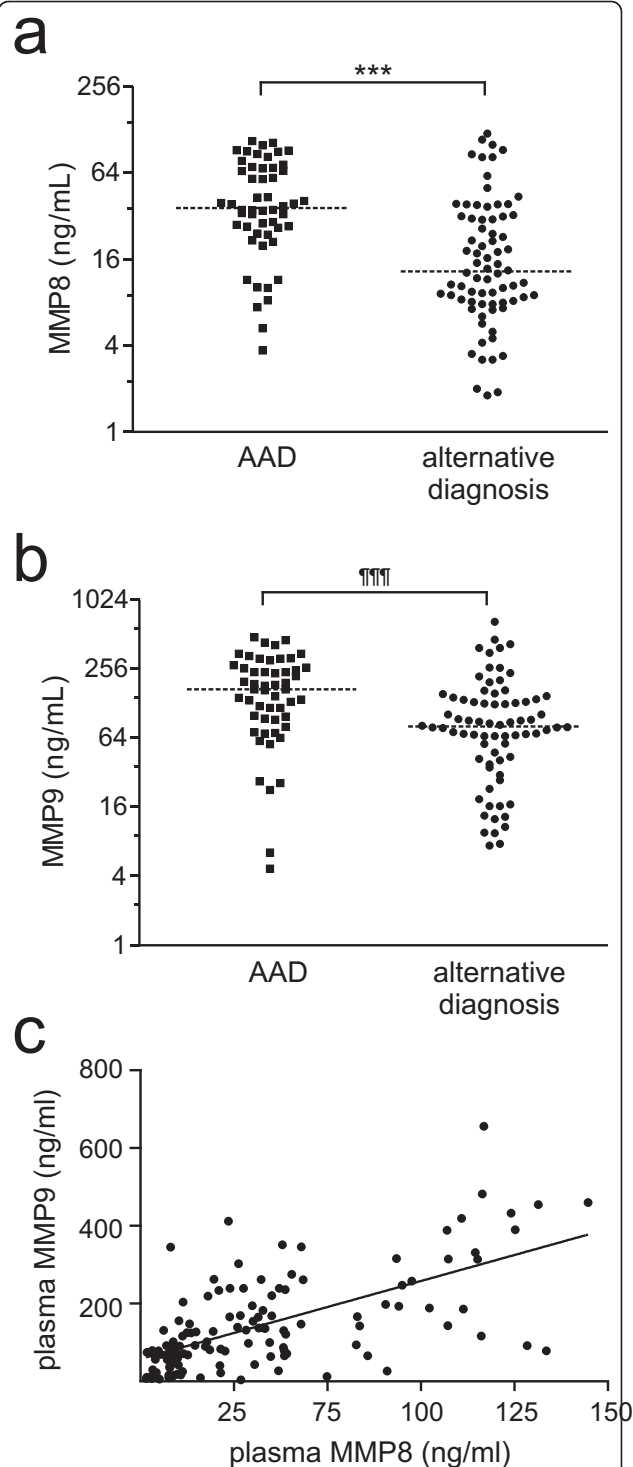 a
***
256
64
16
4
1
MMP8 (ng/mL)
AAD
alternative
diagnosis
b
¶¶¶
1024
256
64
16
4
1
MMP9 (ng/mL)
AAD
alternative
diagnosis
c
800
600
400
200
plasma MMP9 (ng/ml)
25 75 100 125 150
plasma MMP8 (ng/ml)